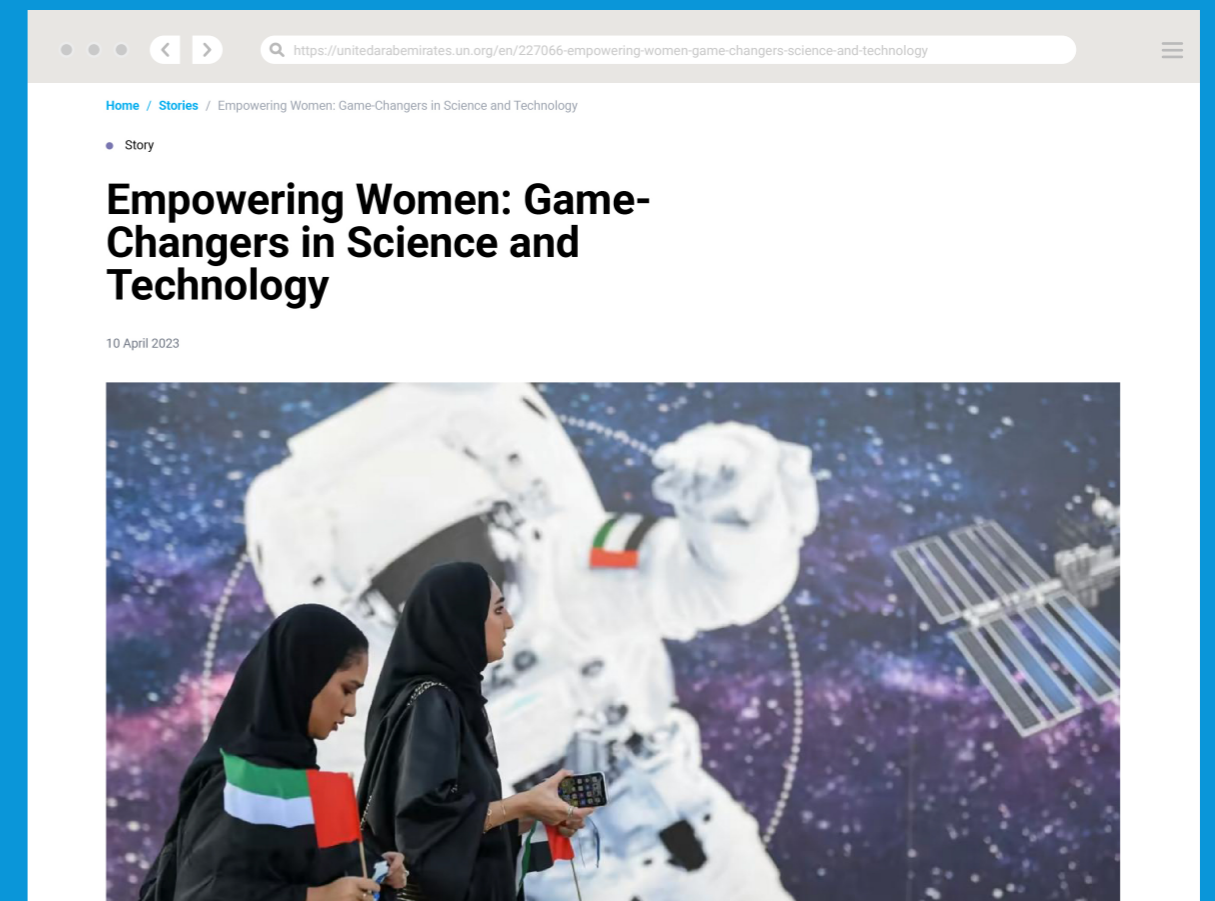 https://unitedarabemirates.un.org/en/227066-empowering-women-game-changers-science-and-technology
Home / Stories / Empowering Women: Game-Changers in Science and Technology
Story
Empowering Women: Game-
Changers in Science and
Technology
10 April 2023